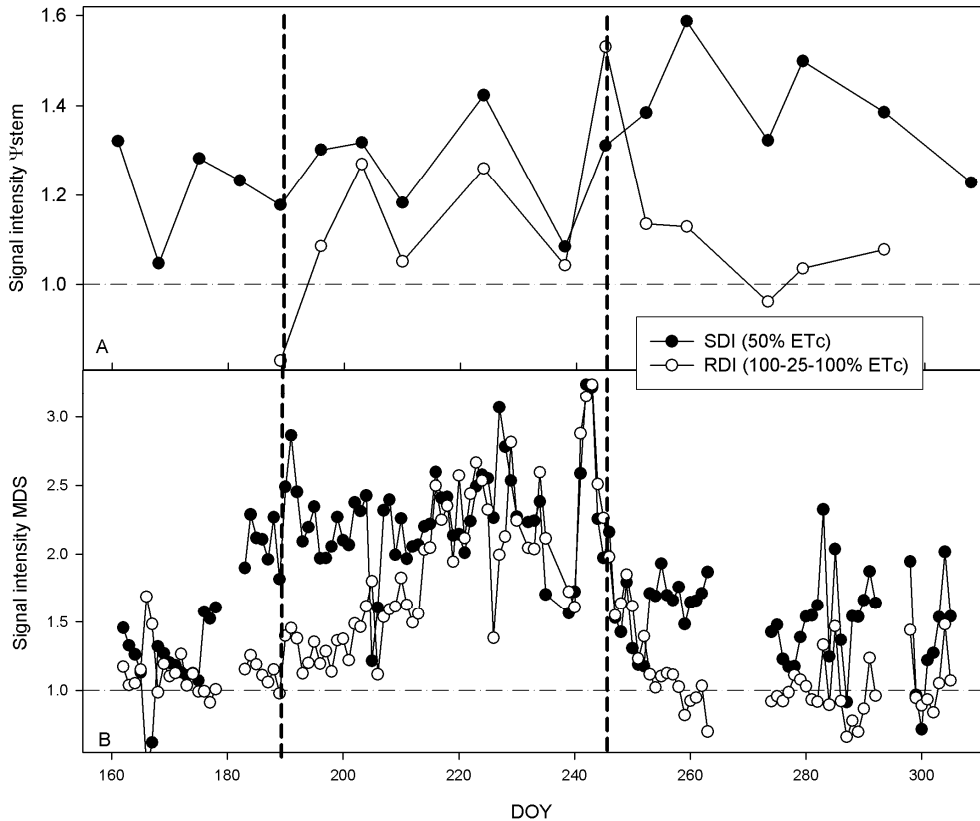 1.6
1.4
1.2
1.0
Signal intensity Ψstem
A
SDI (50% ETc)
RDI (100-25-100% ETc)
3.0
2.5
2.0
1.5
1.0
Signal intensity MDS
B
160 180 200 220 240 260 280 300
DOY